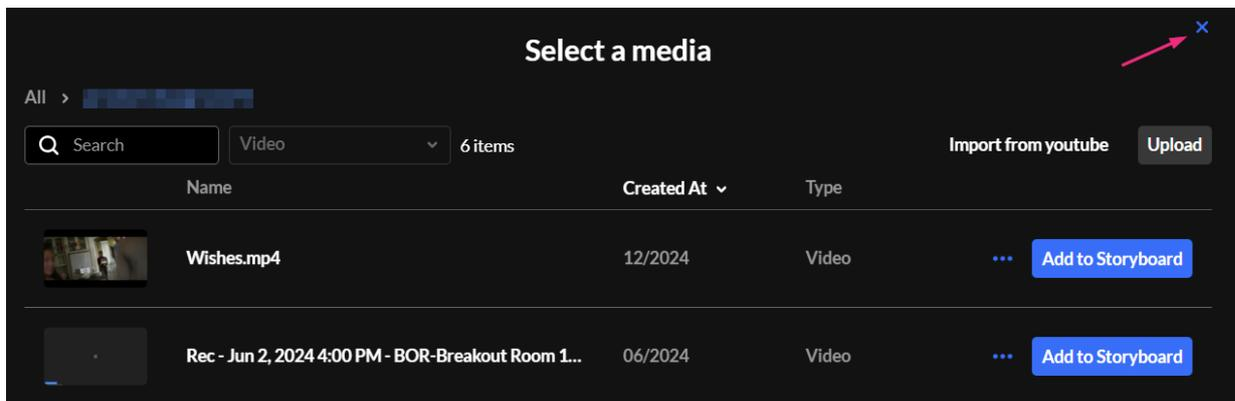 Select a media
All >
Search Video 6 items Import from youtube Upload
Name Created At Type
Wishes.mp4 12/2024 Video ... Add to Storyboard
Rec - Jun 2, 2024 4:00 PM - BOR-Breakout Room 1... 06/2024 Video ... Add to Storyboard